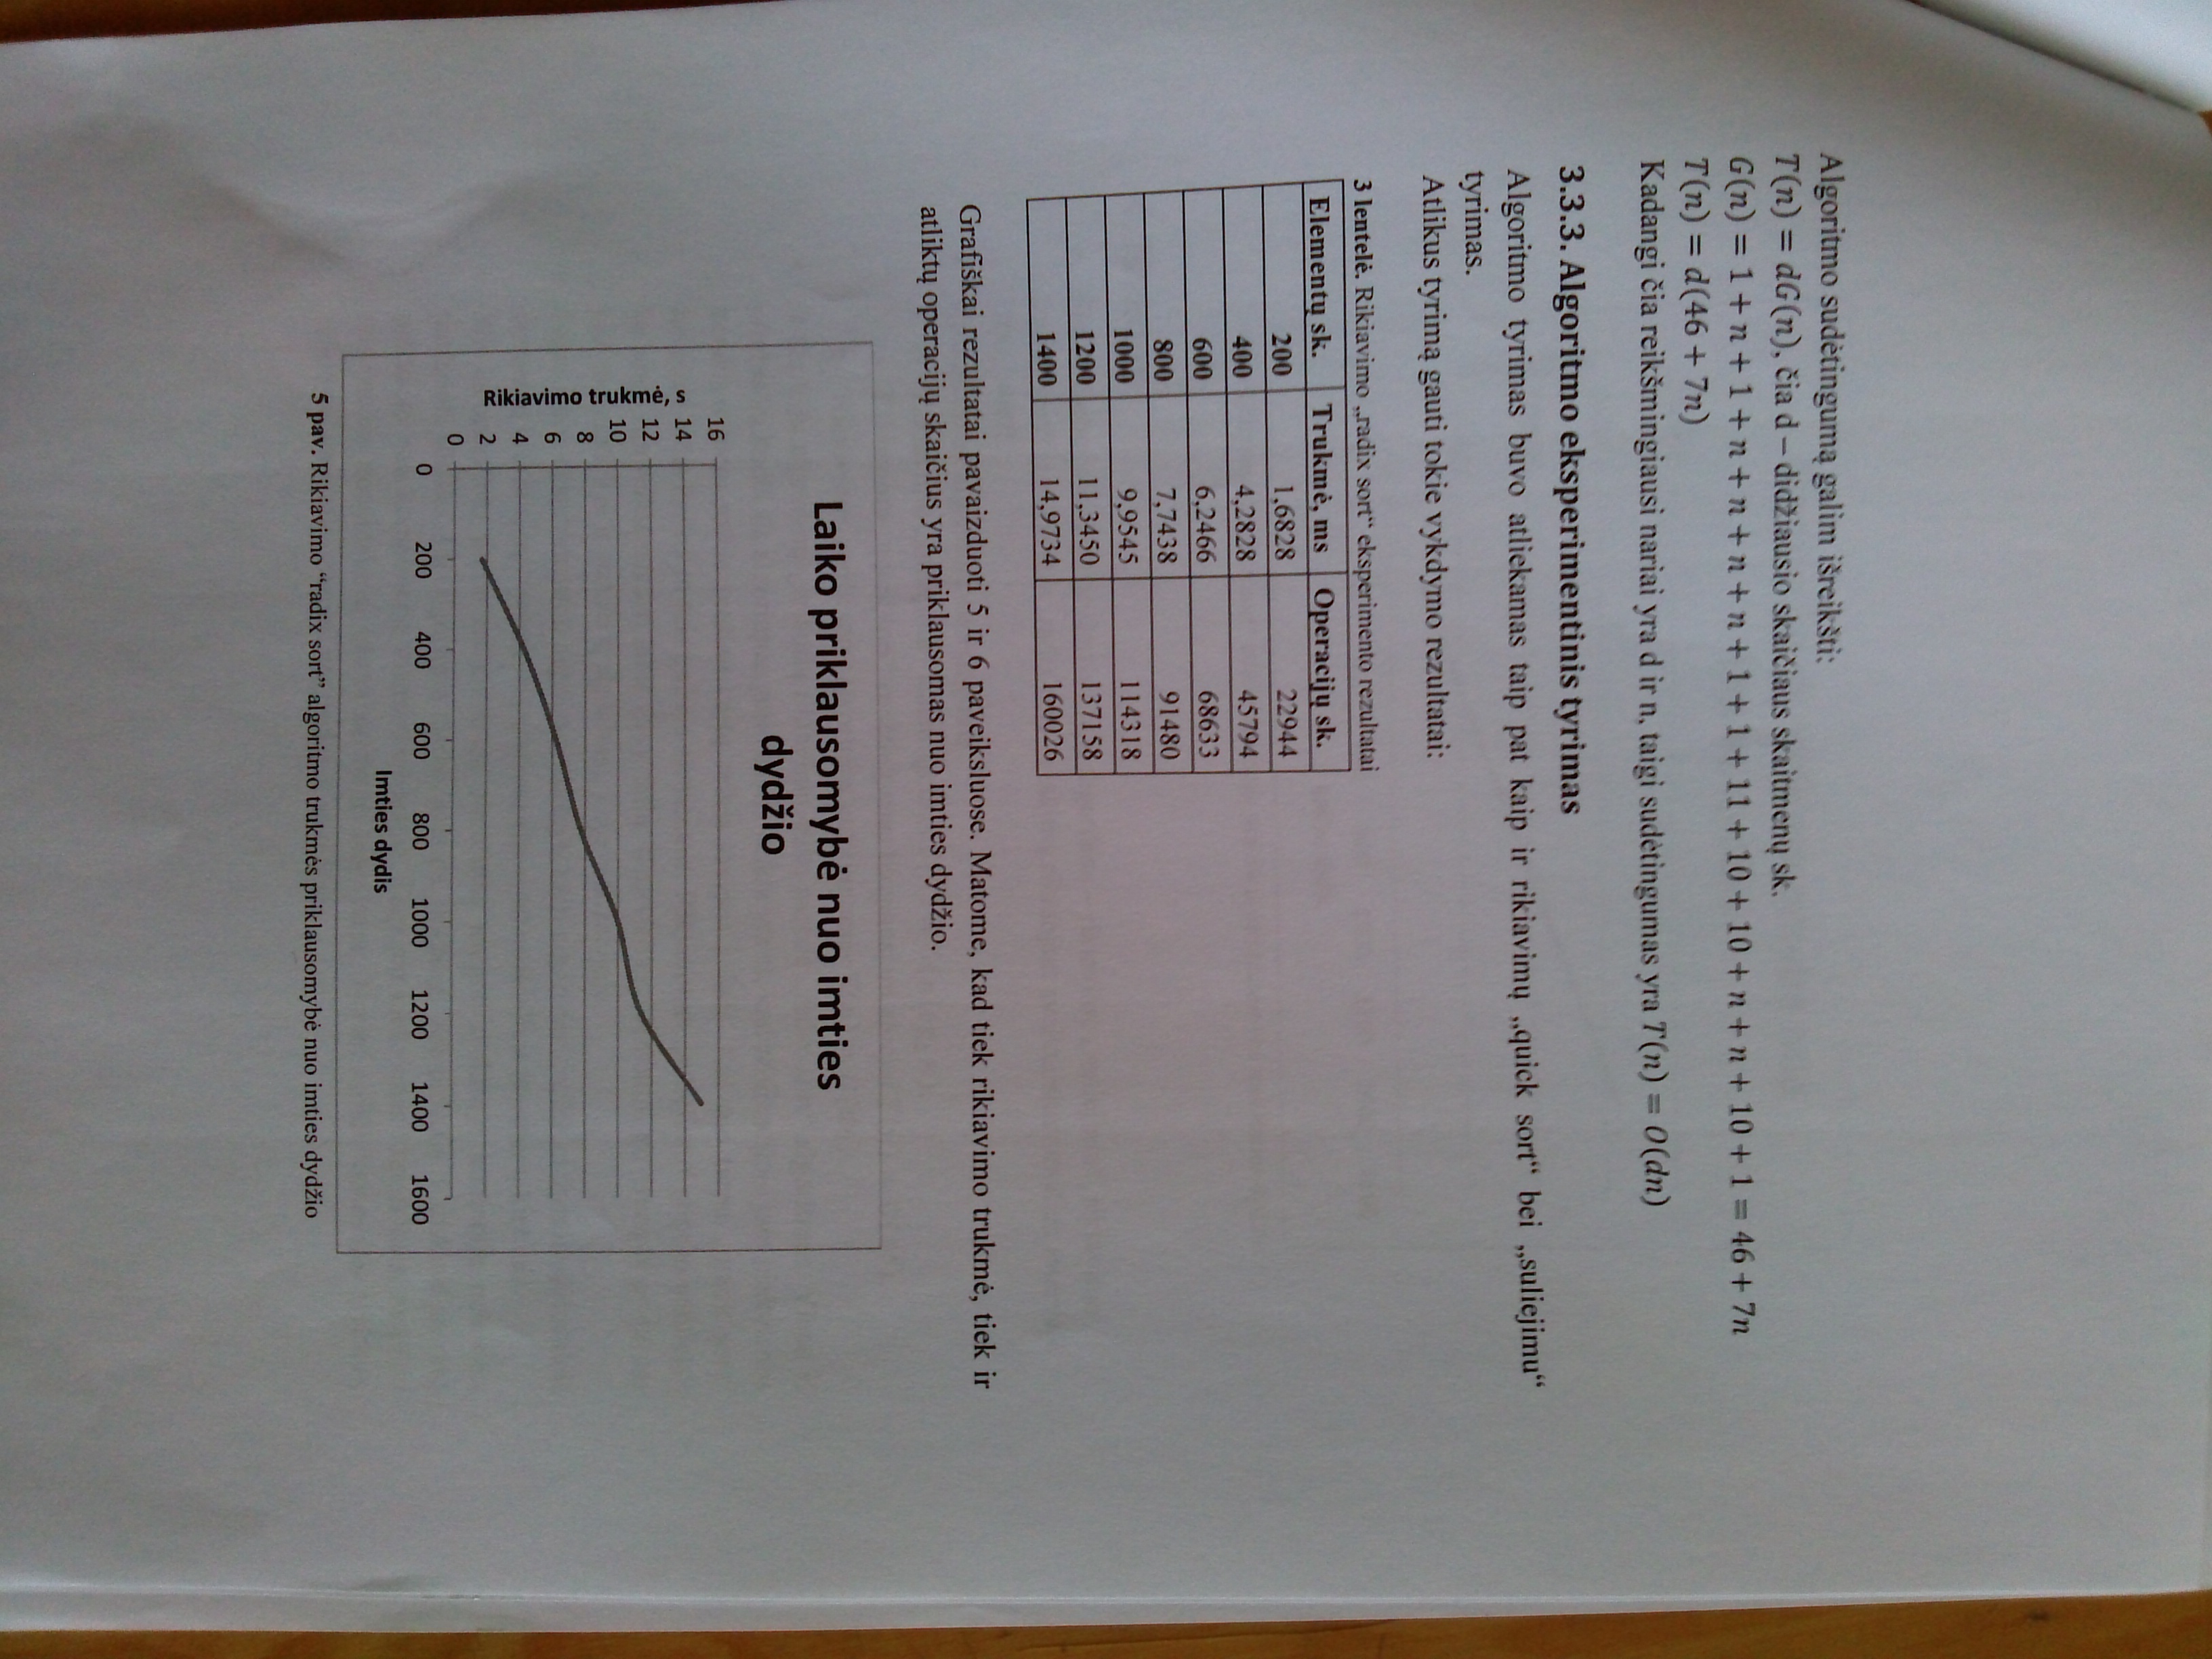 Algoritmo sudėtingumą galim išreikšti:
T(n) = dG(n), čia d – didžiausio skaičiaus skaitmenų sk.
G(n) = 1 + n + 1 + n + n + n + n + 1 + 1 + 11 + 10 + 10 + n + n + 10 + 1 = 46 + 7n
T(n) = d(46 + 7n)
Kadangi čia reikšmingiausi nariai yra d ir n, taigi sudėtingumas yra T(n) = O(dn)
3.3.3. Algoritmo eksperimentinis tyrimas
Algoritmo tyrimas buvo atliekamas taip pat kaip ir rikiavimų „quick sort“ bei „suliejimu“
tyrimas.
Atlikus tyrimą gauti tokie vykdymo rezultatai:
3 lentelė. Rikiavimo „radix sort“ eksperimento rezultatai
Elementų sk. Trukmė, ms Operacijų sk.
200 1,6828 22944
400 4,2828 45794
600 6,2466 68633
800 7,7438 91480
1000 9,9545 114318
1200 11,3450 137158
1400 14,9734 160026
Grafiškai rezultatai pavaizduoti 5 ir 6 paveiksluose. Matome, kad tiek rikiavimo trukmė, tiek ir
atliktų operacijų skaičius yra priklausomas nuo imties dydžio.
Laiko priklausomybė nuo imties
dydžio
Rikiavimo trukmė, s
16
14
12
10
8
6
4
2
0
0 200 400 600 800 1000 1200 1400 1600
Imties dydis
5 pav. Rikiavimo “radix sort” algoritmo trukmės priklausomybė nuo imties dydžio